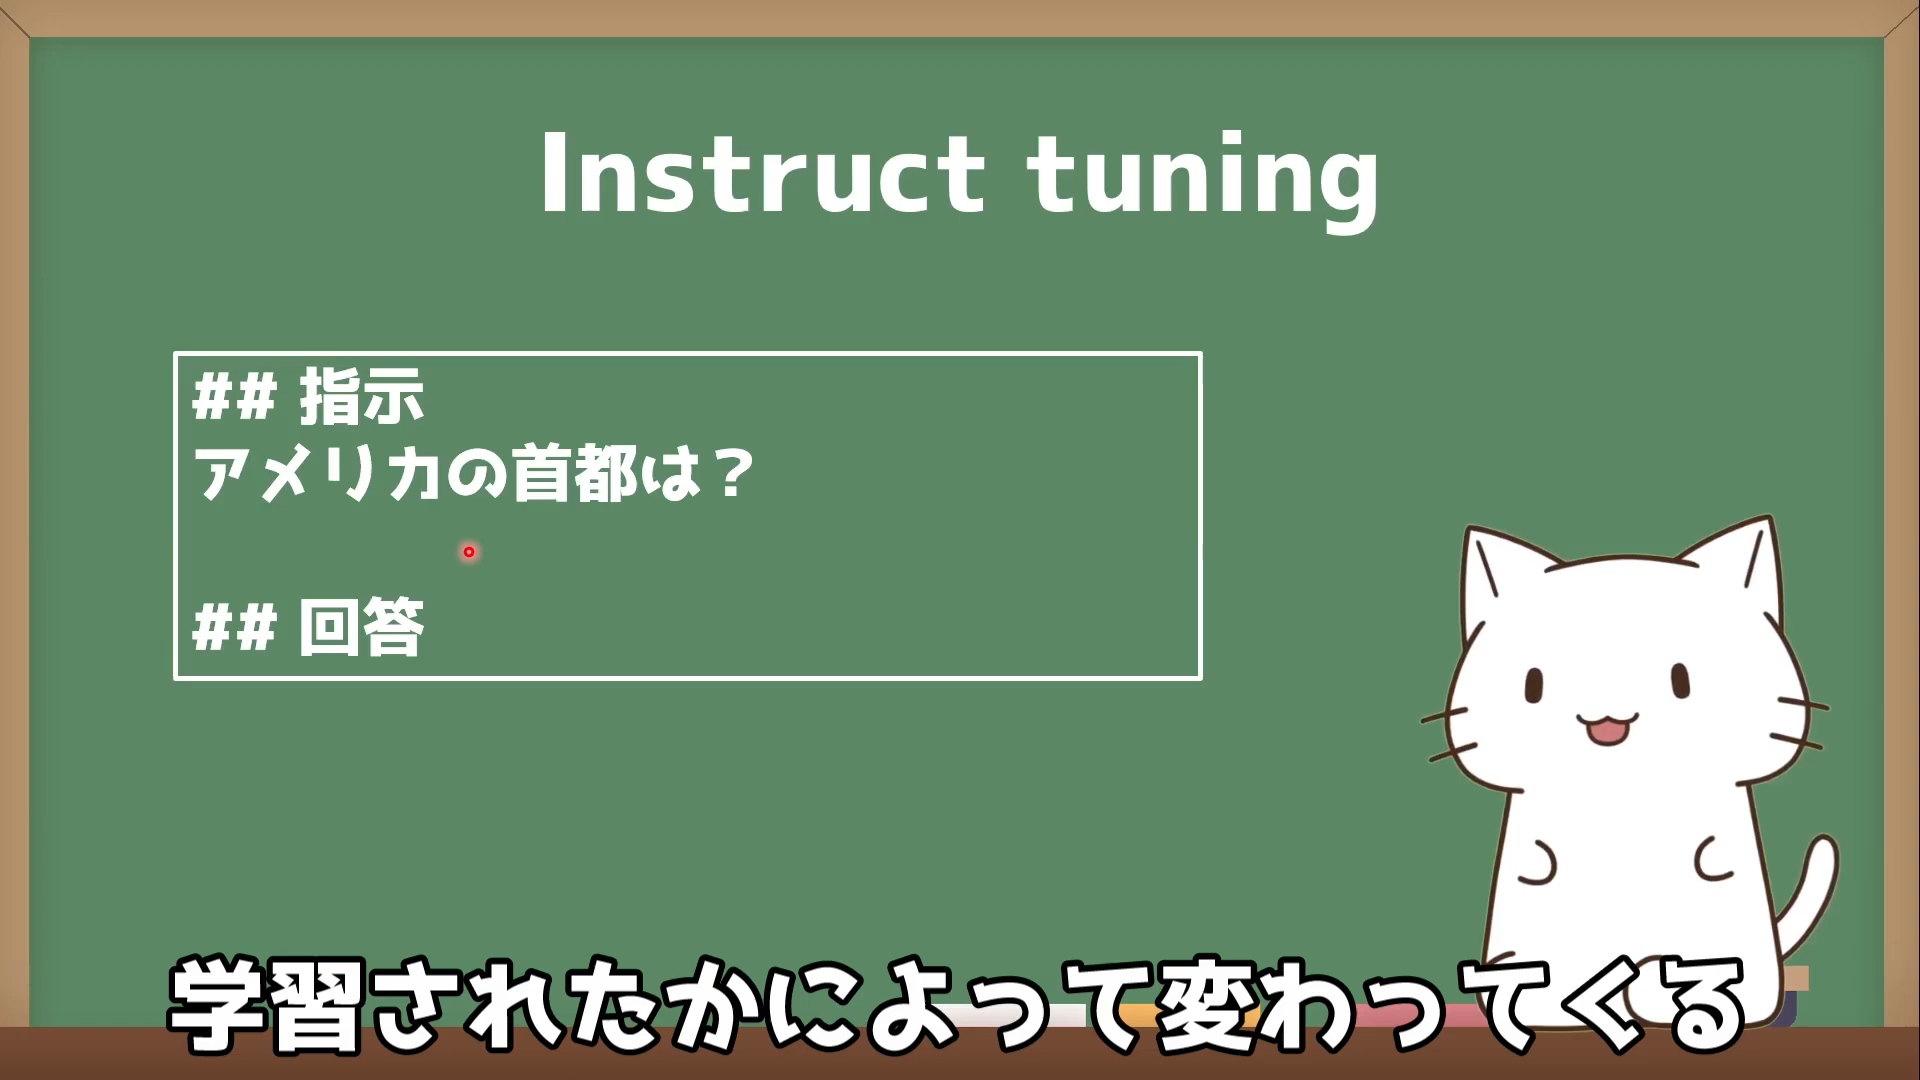 Instruct tuning
## 指示
アメリカの首都は？
## 回答
学習されたかによって変わってくる